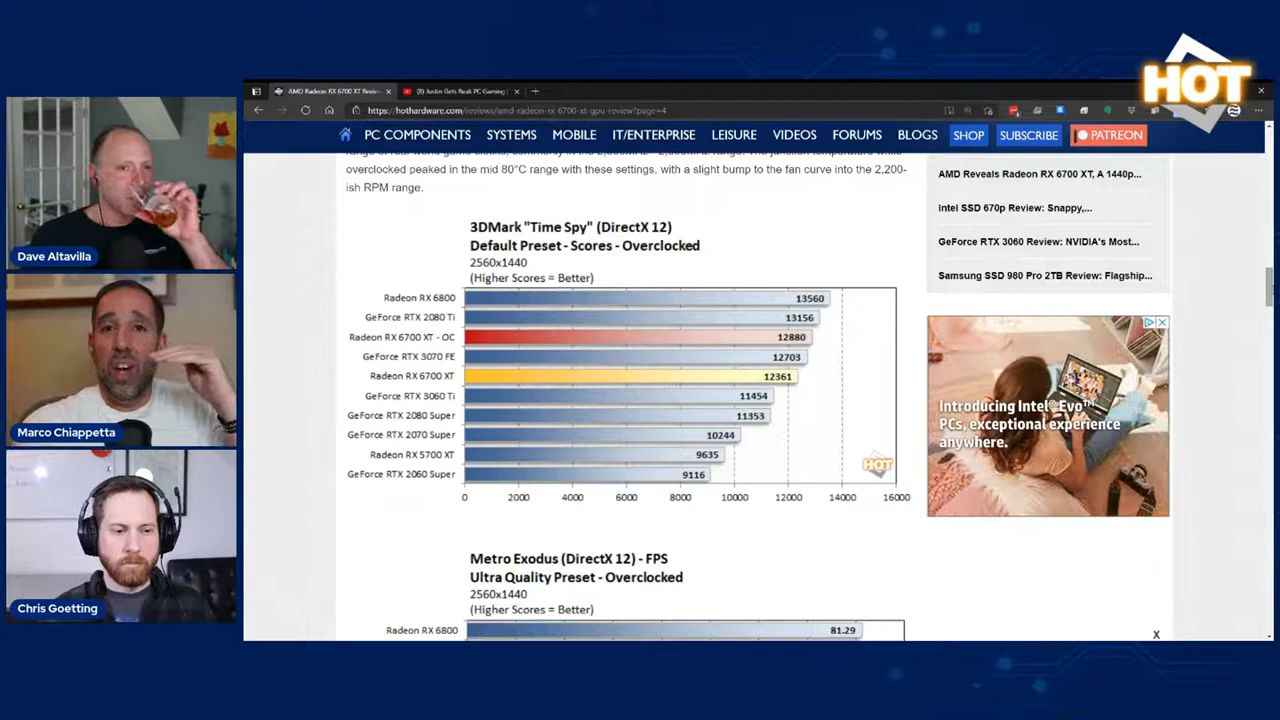 HOT
Dave Altavilla
Marco Chiappetta
Chris Goetting
AMD Radeon RX 6700 XT Review
(8) Justin Gets Real: PC Gaming
https://hothardware.com/reviews/amd-radeon-rx-6700-xt-gpu-review?page=4
PC COMPONENTS SYSTEMS MOBILE IT/ENTERPRISE LEISURE VIDEOS FORUMS BLOGS SHOP SUBSCRIBE PATREON
overclocked peaked in the mid 80°C range with these settings, with a slight bump to the fan curve into the 2,200-
ish RPM range.
3DMark "Time Spy" (DirectX 12)
Default Preset - Scores - Overclocked
2560x1440
(Higher Scores = Better)
Radeon RX 6800 13560
GeForce RTX 2080 Ti 13156
Radeon RX 6700 XT - OC 12880
GeForce RTX 3070 FE 12703
Radeon RX 6700 XT 12361
GeForce RTX 3060 Ti 11454
GeForce RTX 2080 Super 11353
GeForce RTX 2070 Super 10244
Radeon RX 5700 XT 9635
GeForce RTX 2060 Super 9116
HOT
0 2000 4000 6000 8000 10000 12000 14000 16000
Metro Exodus (DirectX 12) - FPS
Ultra Quality Preset - Overclocked
2560x1440
(Higher Scores = Better)
Radeon RX 6800 81.29
AMD Reveals Radeon RX 6700 XT, A 1440p...
Intel SSD 670p Review: Snappy,...
GeForce RTX 3060 Review: NVIDIA's Most...
Samsung SSD 980 Pro 2TB Review: Flagship...
Introducing Intel® Evo™
PCs, exceptional experience
anywhere.
X